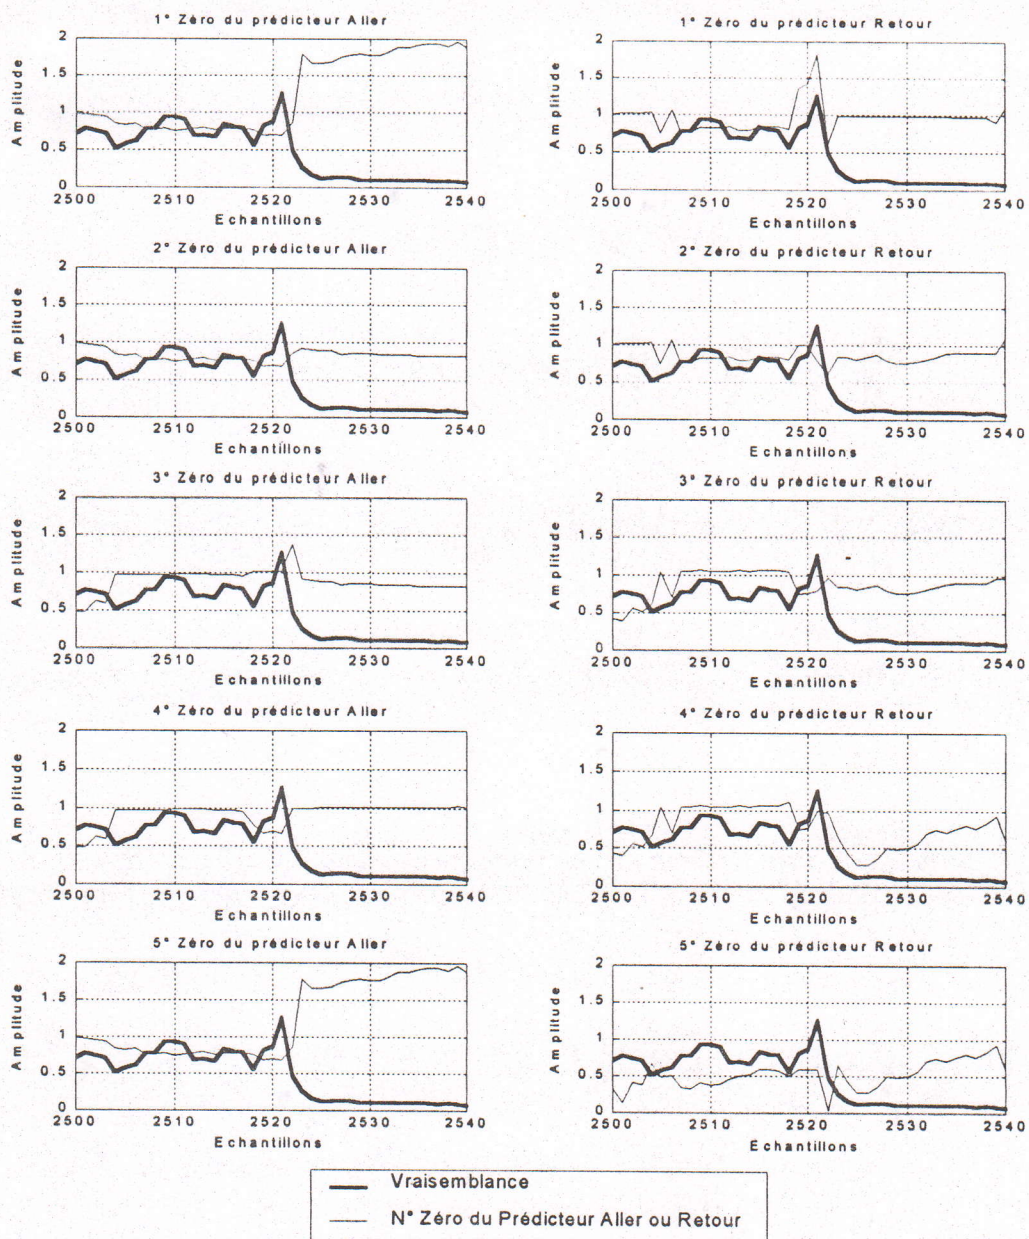 1° Zéro du prédicteur Aller
2
1.5
1
0.5
0
Amplitude
2500 2510 2520 2530 2540
Echantillons
1° Zéro du prédicteur Retour
2
1.5
1
0.5
0
Amplitude
2500 2510 2520 2530 2540
Echantillons
2° Zéro du prédicteur Aller
2
1.5
1
0.5
0
Amplitude
2500 2510 2520 2530 2540
Echantillons
2° Zéro du prédicteur Retour
2
1.5
1
0.5
0
Amplitude
2500 2510 2520 2530 2540
Echantillons
3° Zéro du prédicteur Aller
2
1.5
1
0.5
0
Amplitude
2500 2510 2520 2530 2540
Echantillons
3° Zéro du prédicteur Retour
2
1.5
1
0.5
0
Amplitude
2500 2510 2520 2530 2540
Echantillons
4° Zéro du prédicteur Aller
2
1.5
1
0.5
0
Amplitude
2500 2510 2520 2530 2540
Echantillons
4° Zéro du prédicteur Retour
2
1.5
1
0.5
0
Amplitude
2500 2510 2520 2530 2540
Echantillons
5° Zéro du prédicteur Aller
2
1.5
1
0.5
0
Amplitude
2500 2510 2520 2530 2540
Echantillons
5° Zéro du prédicteur Retour
2
1.5
1
0.5
0
Amplitude
2500 2510 2520 2530 2540
Echantillons
Vraisemblance
N° Zéro du Prédicteur Aller ou Retour